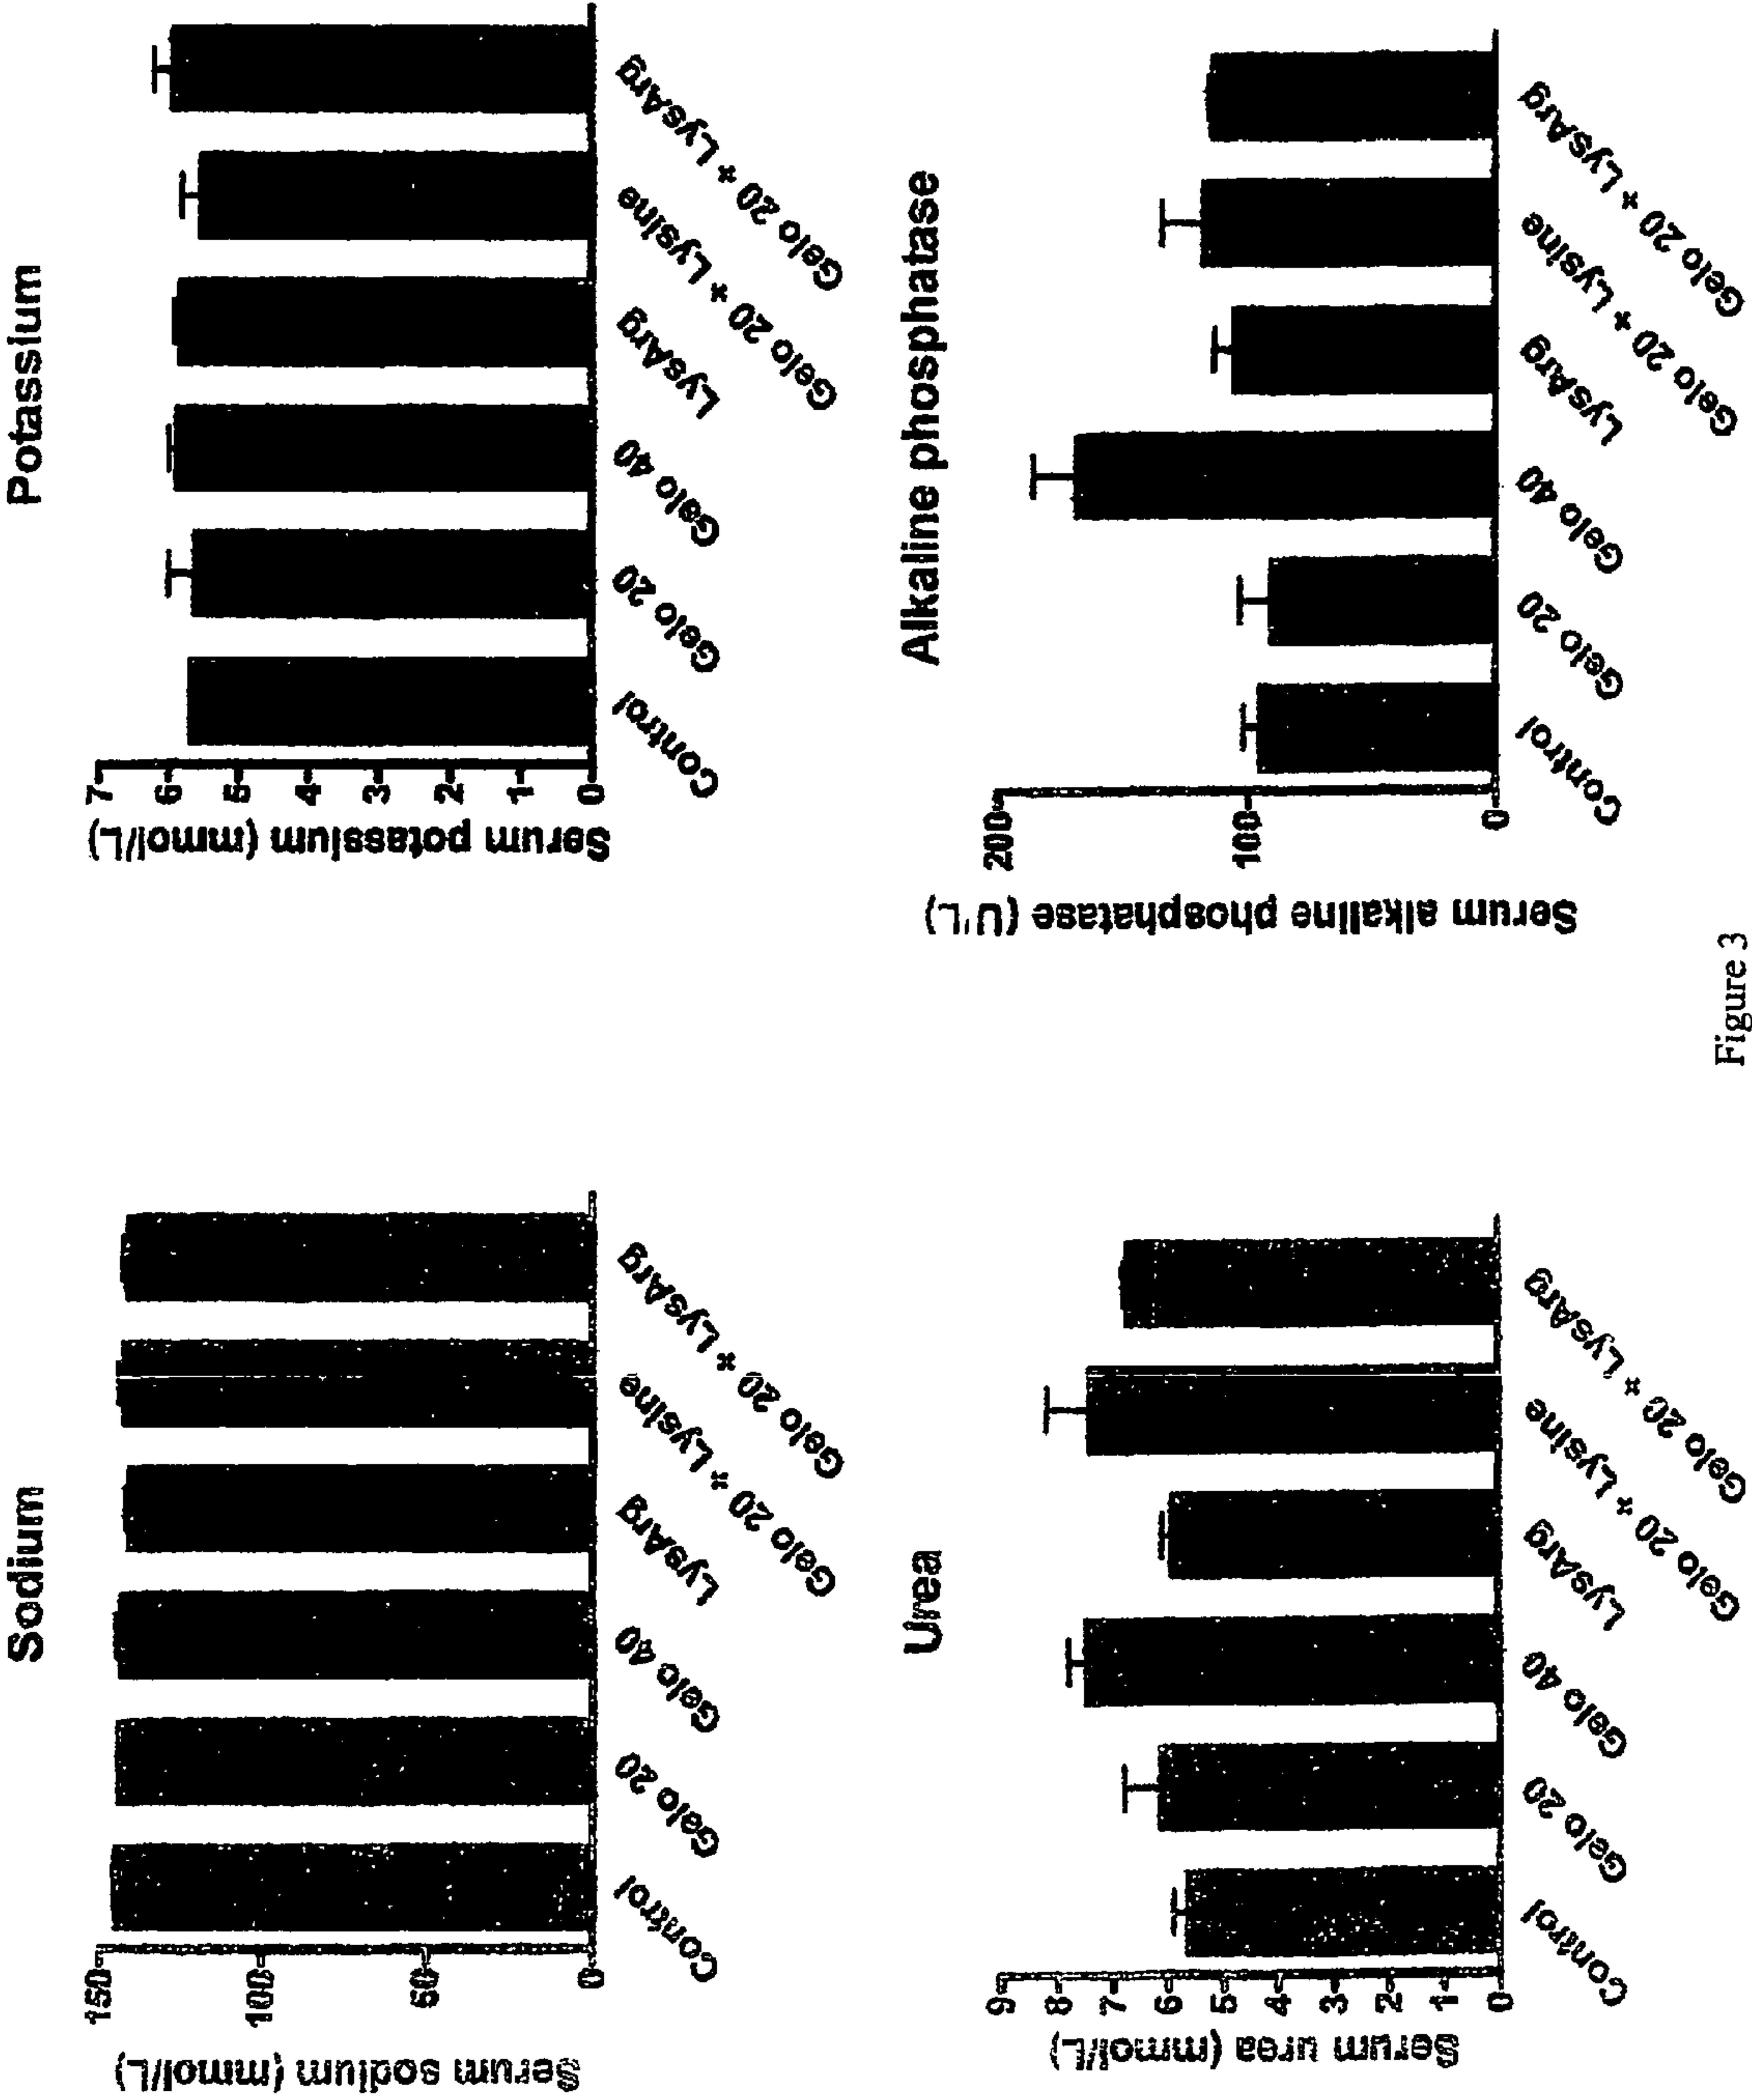 Sodium
Serum sodium (mmol/L)
150
100
50
0
Control
Gelo 20
Gelo 40
LysArg
Gelo 20 + Lysine
Gelo 20 + LysArg
Potassium
Serum potassium (mmol/L)
7
6
5
4
3
2
1
0
Control
Gelo 20
Gelo 40
LysArg
Gelo 20 + Lysine
Gelo 20 + LysArg
Urea
Serum urea (mmol/L)
9
8
7
6
5
4
3
2
1
0
Control
Gelo 20
Gelo 40
LysArg
Gelo 20 + Lysine
Gelo 20 + LysArg
Alkaline phosphatase
Serum alkaline phosphatase (U/L)
200
100
0
Control
Gelo 20
Gelo 40
LysArg
Gelo 20 + Lysine
Gelo 20 + LysArg
Figure 3